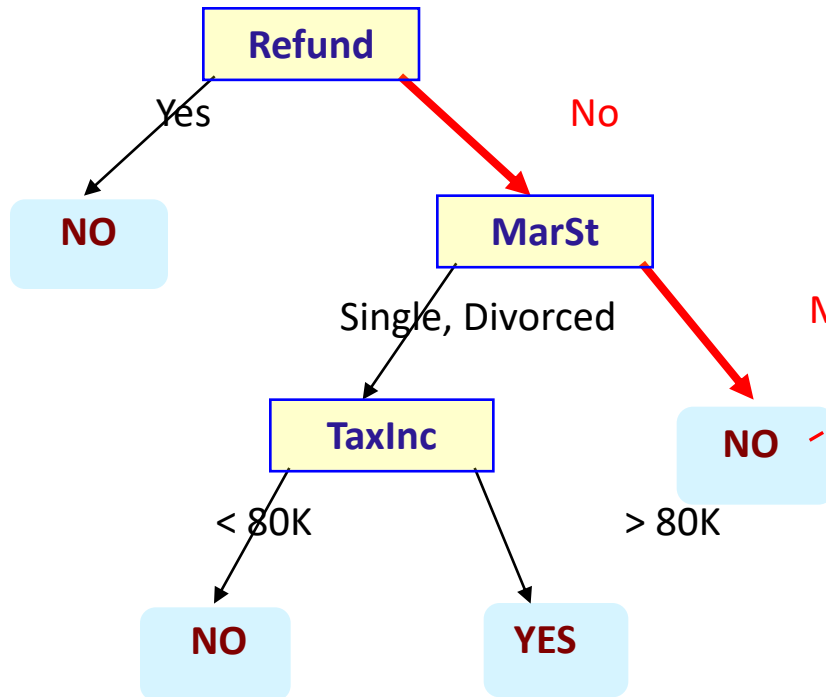 Refund
Yes
No
NO
MarSt
Single, Divorced
M
TaxInc
NO
< 80K
> 80K
NO
YES